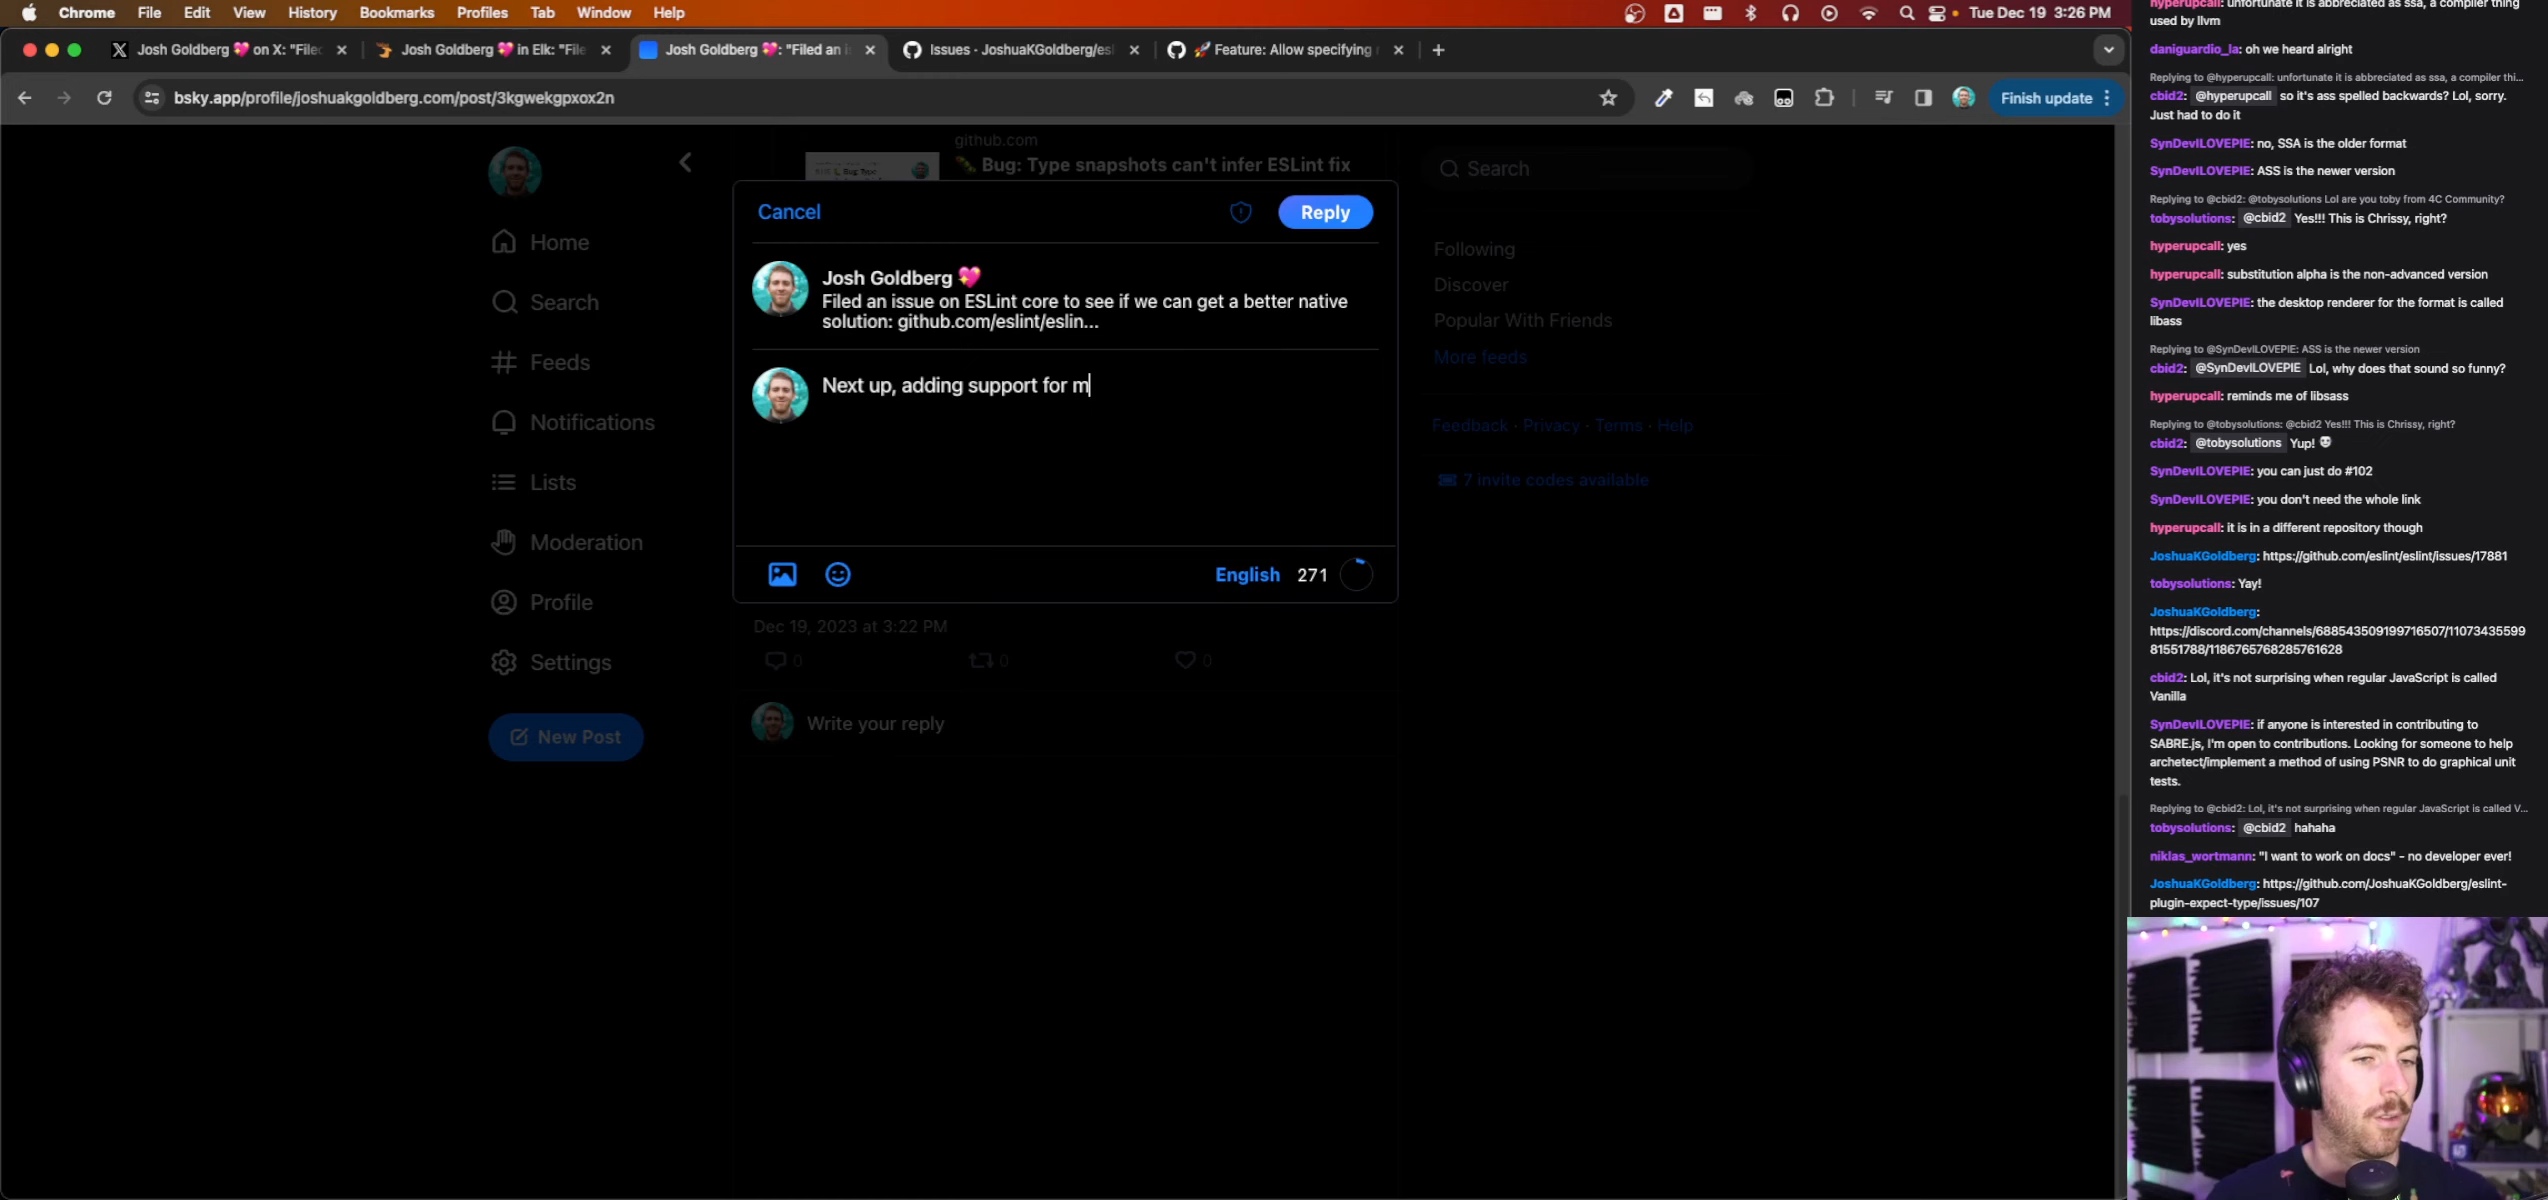 Chrome File Edit View History Bookmarks Profiles Tab Window Help
Tue Dec 19 3:26 PM
Josh Goldberg 💖 on X: "Filed
Josh Goldberg 💖 in Elk: "File
Josh Goldberg 💖: "Filed an i
Issues · JoshuaKGoldberg/esl
🚀 Feature: Allow specifying
bsky.app/profile/joshuakgoldberg.com/post/3kgwekgpxox2n
Finish update
Home
Search
Feeds
Notifications
Lists
Moderation
Profile
Settings
New Post
github.com
🐛 Bug: Type snapshots can't infer ESLint fix
Cancel
Reply
Josh Goldberg 💖
Filed an issue on ESLint core to see if we can get a better native
solution: github.com/eslint/eslin...
Next up, adding support for m
English 271
Dec 19, 2023 at 3:22 PM
0 0 0
Write your reply
Search
Following
Discover
Popular With Friends
More feeds
Feedback · Privacy · Terms · Help
7 invite codes available
hyperupcall: unfortunate it is abbreciated as ssa, a compiler thing
used by llvm
daniguardio_la: oh we heard alright
Replying to @hyperupcall: unfortunate it is abbreciated as ssa, a compiler thi...
cbid2: @hyperupcall so it's ass spelled backwards? Lol, sorry.
Just had to do it
SynDevILOVEPIE: no, SSA is the older format
SynDevILOVEPIE: ASS is the newer version
Replying to @cbid2: @tobysolutions Lol are you toby from 4C Community?
tobysolutions: @cbid2 Yes!!! This is Chrissy, right?
hyperupcall: yes
hyperupcall: substitution alpha is the non-advanced version
SynDevILOVEPIE: the desktop renderer for the format is called
libass
Replying to @SynDevILOVEPIE: ASS is the newer version
cbid2: @SynDevILOVEPIE Lol, why does that sound so funny?
hyperupcall: reminds me of libsass
Replying to @tobysolutions: @cbid2 Yes!!! This is Chrissy, right?
cbid2: @tobysolutions Yup!
SynDevILOVEPIE: you can just do #102
SynDevILOVEPIE: you don't need the whole link
hyperupcall: it is in a different repository though
JoshuaKGoldberg: https://github.com/eslint/eslint/issues/17881
tobysolutions: Yay!
JoshuaKGoldberg:
https://discord.com/channels/688543509199716507/11073435599
81551788/1186765768285761628
cbid2: Lol, it's not surprising when regular JavaScript is called
Vanilla
SynDevILOVEPIE: if anyone is interested in contributing to
SABRE.js, I'm open to contributions. Looking for someone to help
archetect/implement a method of using PSNR to do graphical unit
tests.
Replying to @cbid2: Lol, it's not surprising when regular JavaScript is called V...
tobysolutions: @cbid2 hahaha
niklas_wortmann: "I want to work on docs" - no developer ever!
JoshuaKGoldberg: https://github.com/JoshuaKGoldberg/eslint-
plugin-expect-type/issues/107